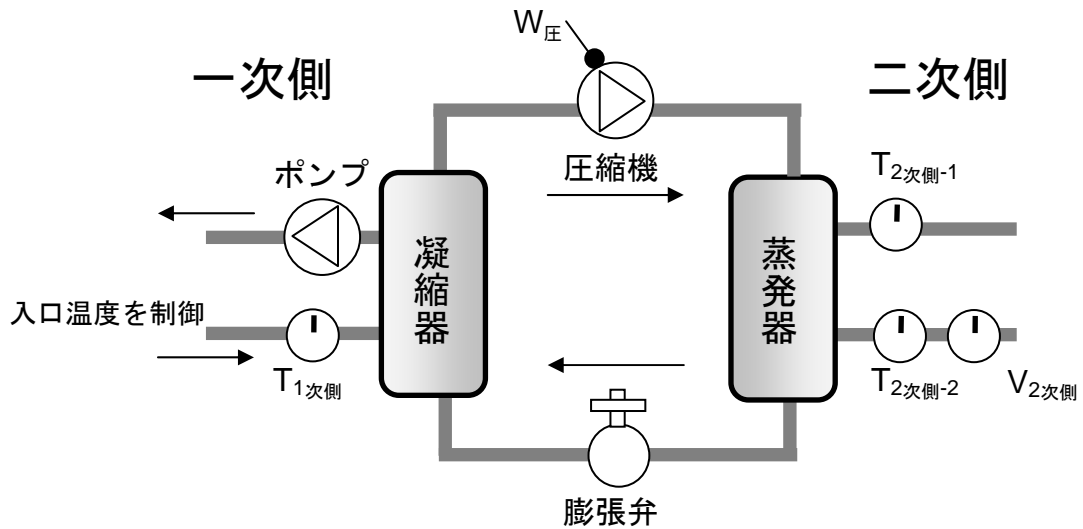 W圧
一次側
二次側
ポンプ
圧縮機
T2次側-1
凝縮器
蒸発器
入口温度を制御
T1次側
T2次側-2
V2次側
膨張弁